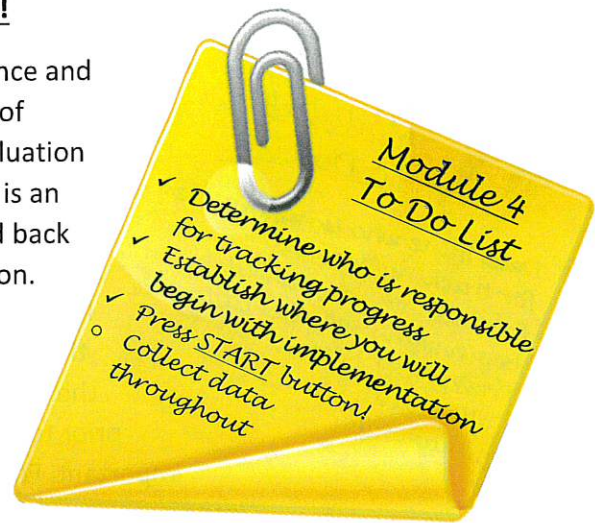 !
nce and
of
luation
is an
d back
on.
Module 4
To Do List
✓ Determine who is responsible
for tracking progress
✓ Establish where you will
begin with implementation
✓ Press START button!
○ Collect data
throughout